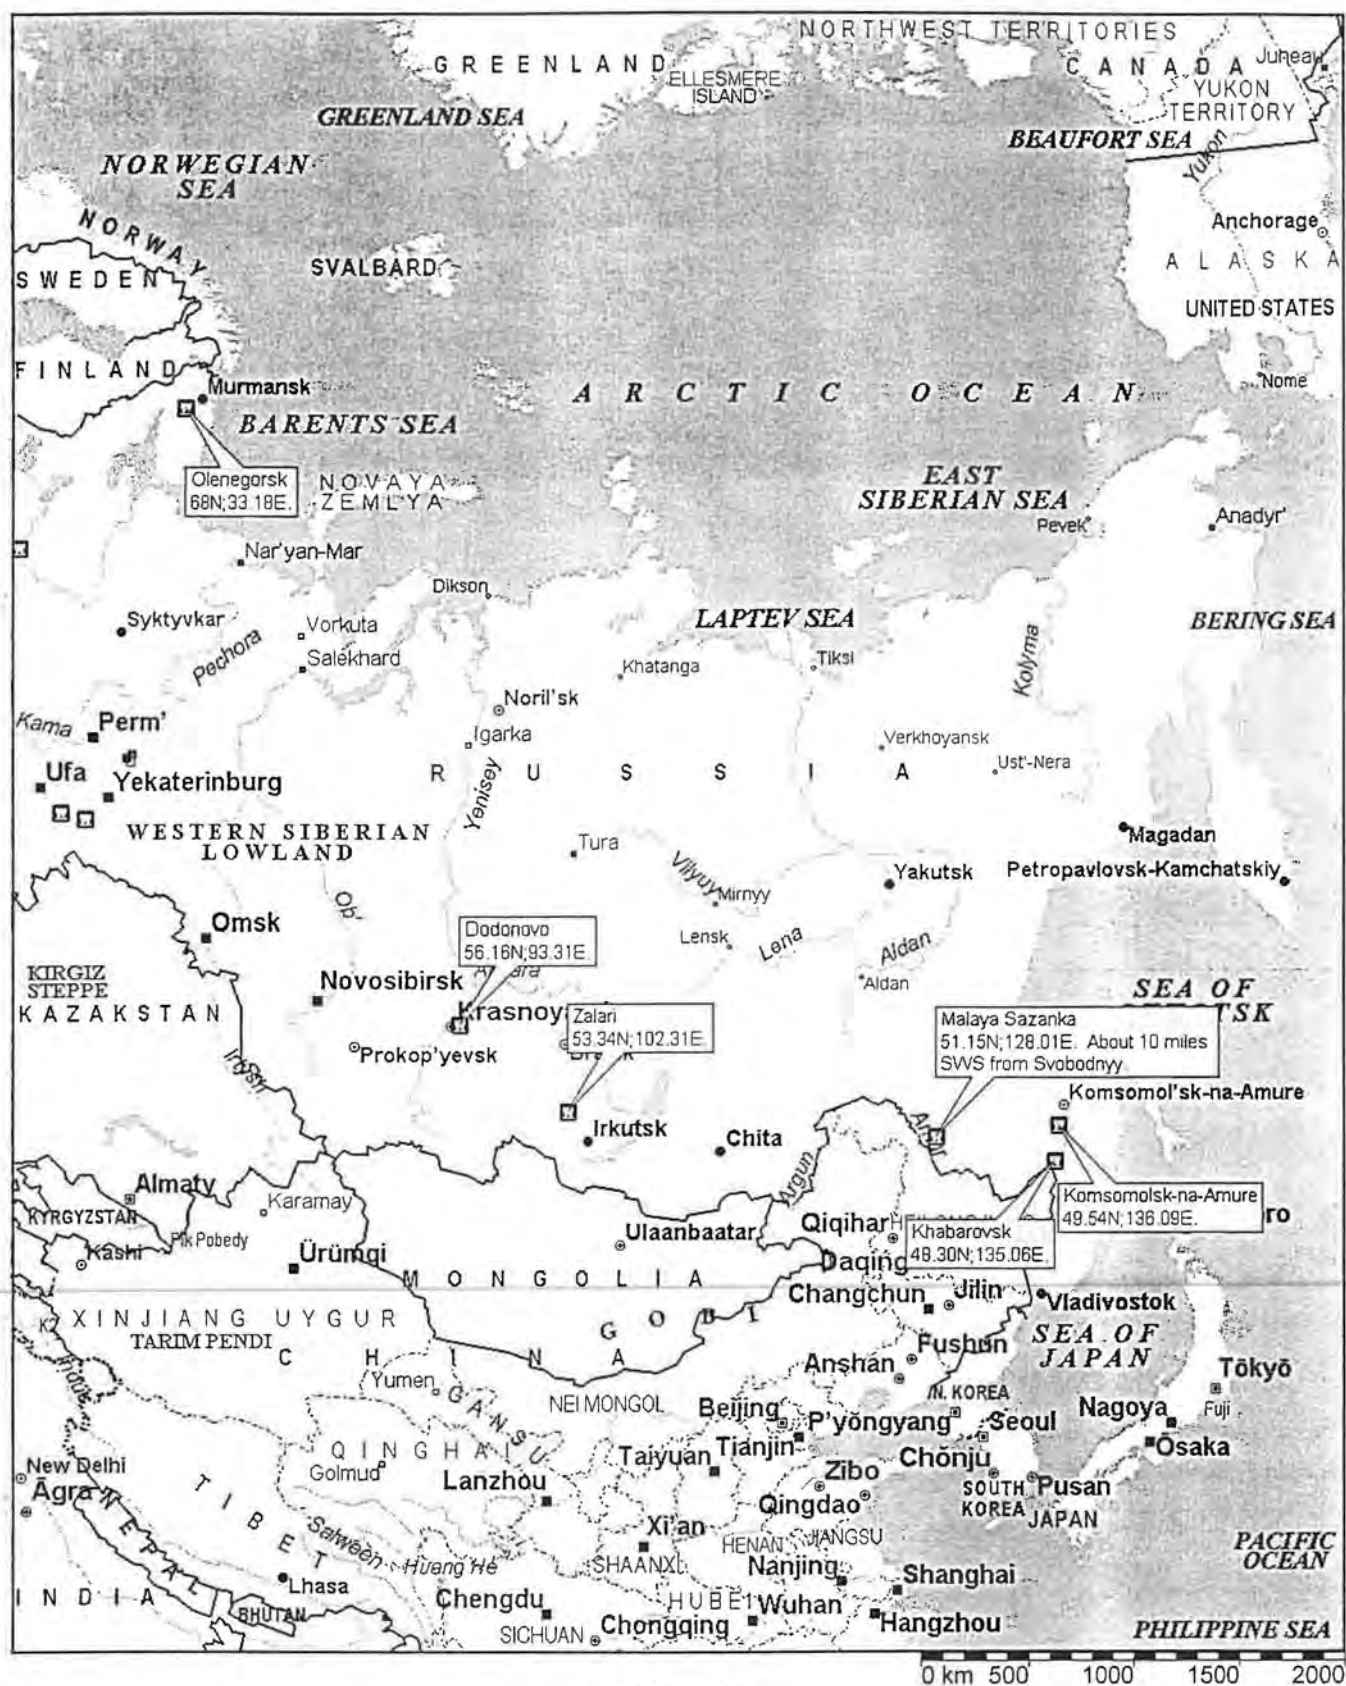 NORTHWEST TERRITORIES
GREENLAND
ELLESMERE
ISLAND
CANADA
Juneau
YUKON
TERRITORY
GREENLAND SEA
BEAUFORT SEA
Yukon
NORWEGIAN
SEA
NORWAY
Anchorage
SVALBARD
ALASKA
SWEDEN
UNITED STATES
FINLAND
Nome
Murmansk
ARCTIC OCEAN
BARENTS SEA
Olenegorsk
68N;33.18E.
NOVAYA
ZEMLYA
EAST
SIBERIAN SEA
Pevek
Anadyr'
Nar'yan-Mar
Dikson
Syktyvkar
Pechora
Vorkuta
Salekhard
LAPTEV SEA
BERING SEA
Khatanga
Tiksi
Kolyma
Noril'sk
Kama
Perm'
Igarka
Verkhoyansk
Ust'-Nera
RUSSIA
Ufa
Yekaterinburg
Yenisey
WESTERN SIBERIAN
LOWLAND
Tura
Magadan
Vilyuy
Mirnyy
Yakutsk
Petropavlovsk-Kamchatskiy
Ob'
Omsk
Dodonovo
56.16N;93.31E.
Lensk
Lena
Aldan
Aldan
KIRGIZ
STEPPE
KAZAKSTAN
Novosibirsk
Krasnoya
Zalari
53.34N;102.31E.
SEA OF
TSK
Malaya Sazanka
51.15N;128.01E. About 10 miles
SWS from Svobodnyy.
Prokop'yevsk
Irtysh
Komsomol'sk-na-Amure
Irkutsk
Chita
Argun
Almaty
Karamay
KYRGYZSTAN
Pik Pobedy
Kashi
Ürümqi
Ulaanbaatar
Qiqihar
Komsomolsk-na-Amure
49.54N;136.09E.
ro
Khabarovsk
48.30N;135.06E.
Daqing
MONGOLIA
Changchun
Jilin
Vladivostok
K2
XINJIANG UYGUR
TARIM PENDI
GOBI
SEA OF
JAPAN
CHINA
Indus
Yumen
GANSU
Anshan
Fushun
Tōkyō
NEI MONGOL
N. KOREA
Fuji
Beijing
P'yŏngyang
Seoul
Nagoya
QINGHAI
Golmud
Taiyuan
Tianjin
Ōsaka
New Delhi
Lanzhou
Zibo
Chŏnju
Āgra
Qingdao
SOUTH
KOREA
Pusan
JAPAN
NEPAL
TIBET
Salween
Xi'an
HENAN
JIANGSU
Huang He
SHAANXI
PACIFIC
OCEAN
Nanjing
INDIA
Lhasa
Shanghai
BHUTAN
Chengdu
HUBEI
Wuhan
SICHUAN
Chongqing
Hangzhou
PHILIPPINE SEA
0 km 500 1000 1500 2000